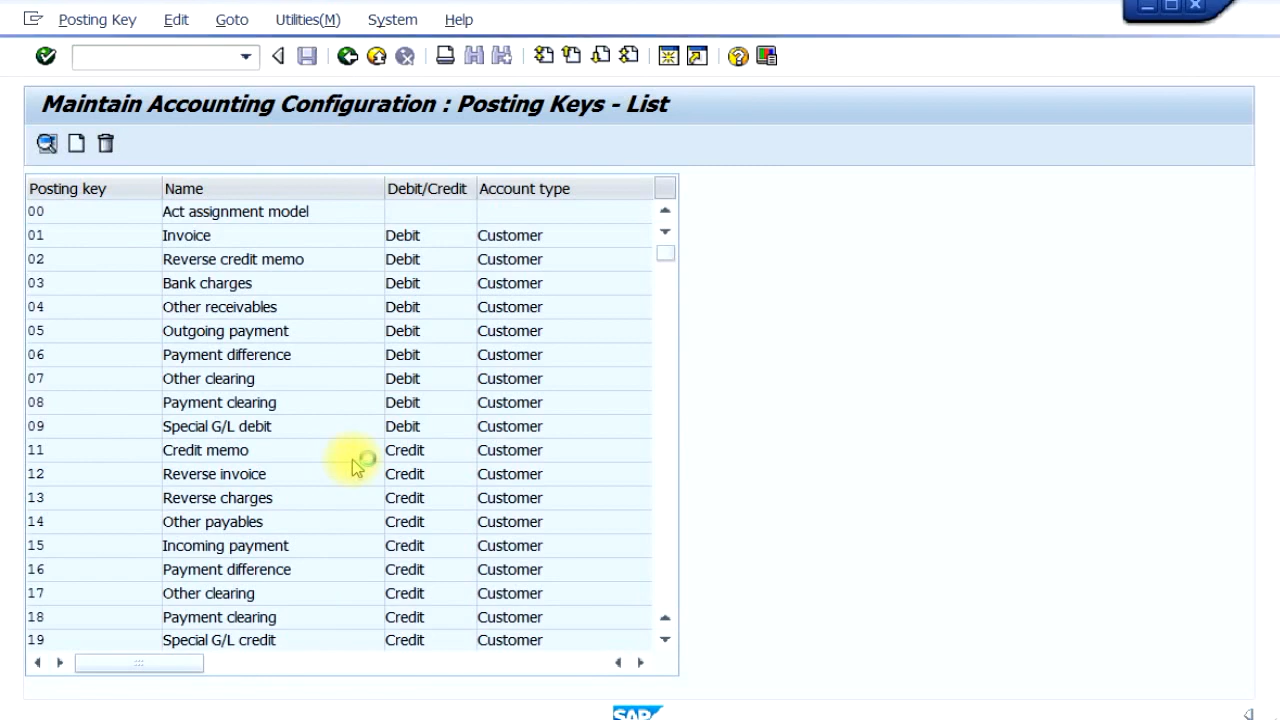 Posting Key Edit Goto Utilities(M) System Help
Maintain Accounting Configuration : Posting Keys - List
Posting key Name Debit/Credit Account type
00 Act assignment model
01 Invoice Debit Customer
02 Reverse credit memo Debit Customer
03 Bank charges Debit Customer
04 Other receivables Debit Customer
05 Outgoing payment Debit Customer
06 Payment difference Debit Customer
07 Other clearing Debit Customer
08 Payment clearing Debit Customer
09 Special G/L debit Debit Customer
11 Credit memo Credit Customer
12 Reverse invoice Credit Customer
13 Reverse charges Credit Customer
14 Other payables Credit Customer
15 Incoming payment Credit Customer
16 Payment difference Credit Customer
17 Other clearing Credit Customer
18 Payment clearing Credit Customer
19 Special G/L credit Credit Customer
SAP